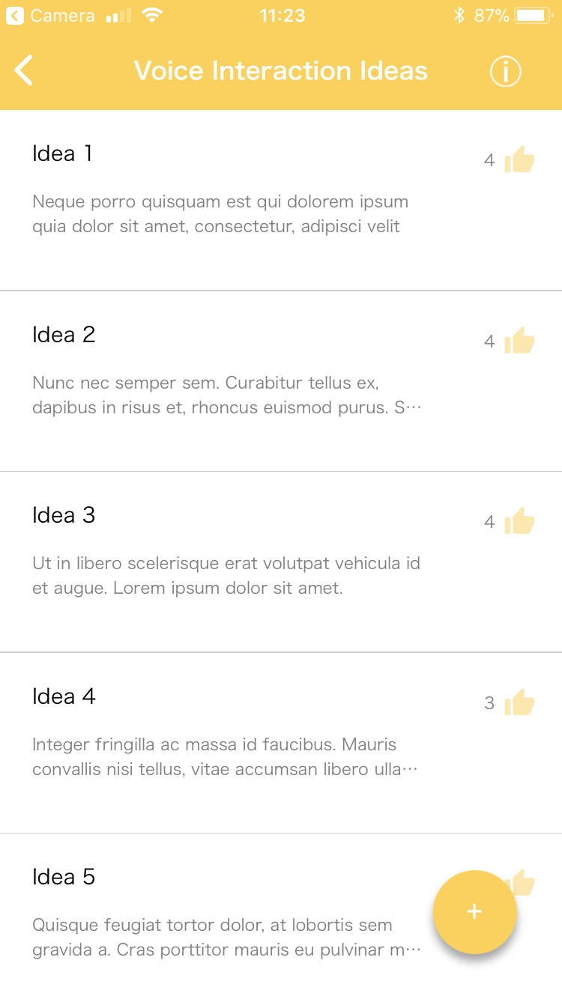 Camera 11:23 87%
Voice Interaction Ideas
Idea 1
4
Neque porro quisquam est qui dolorem ipsum
quia dolor sit amet, consectetur, adipisci velit
Idea 2
4
Nunc nec semper sem. Curabitur tellus ex,
dapibus in risus et, rhoncus euismod purus. S…
Idea 3
4
Ut in libero scelerisque erat volutpat vehicula id
et augue. Lorem ipsum dolor sit amet.
Idea 4
3
Integer fringilla ac massa id faucibus. Mauris
convallis nisi tellus, vitae accumsan libero ulla…
Idea 5
Quisque feugiat tortor dolor, at lobortis sem
gravida a. Cras porttitor mauris eu pulvinar m…
+